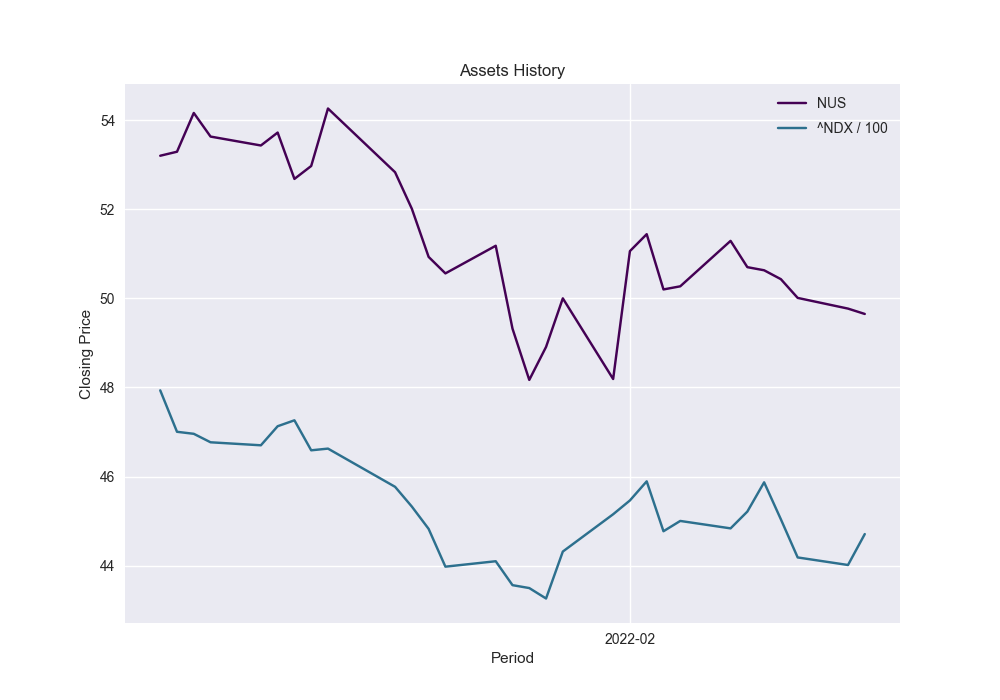 Assets History
NUS
^NDX / 100
54
52
50
48
46
44
Closing Price
2022-02
Period